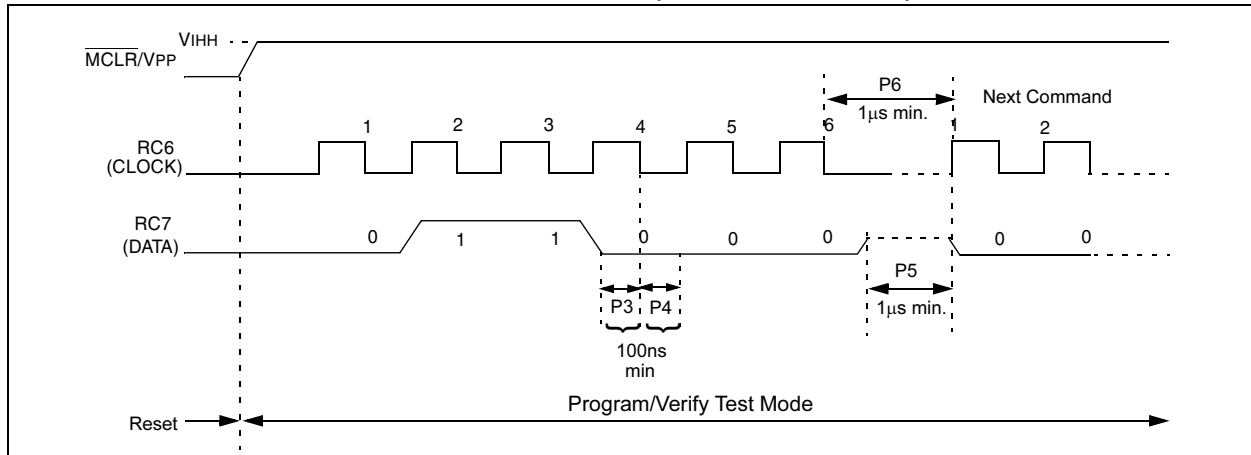 VIHH
MCLR/VPP
P6
1µs min.
Next Command
1 2 3 4 5 6 1 2
RC6
(CLOCK)
RC7
(DATA)
0 1 1 0 0 0 0 0
P5
1µs min.
P3 P4
100ns
min
Program/Verify Test Mode
Reset